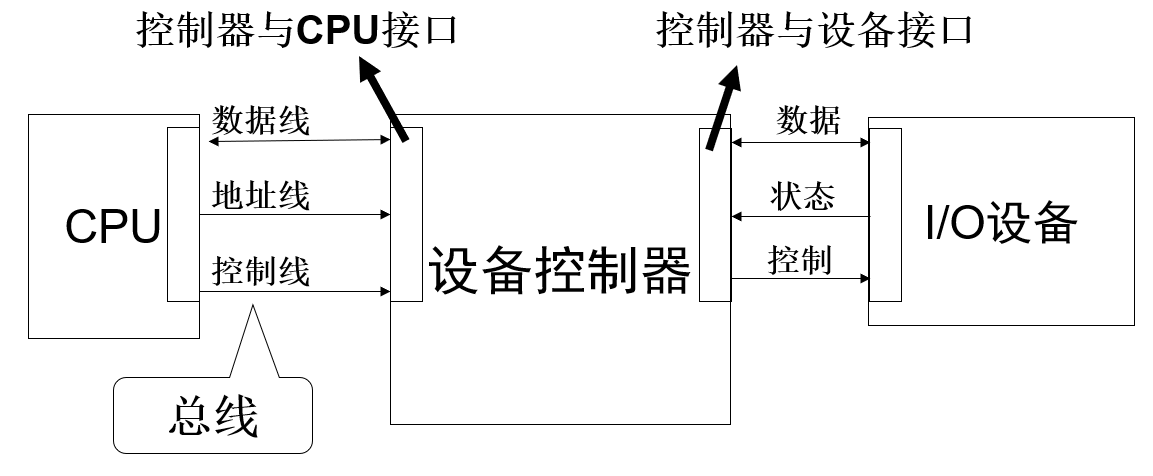 控制器与CPU接口
控制器与设备接口
数据线
地址线
控制线
CPU
总线
设备控制器
数据
状态
控制
I/O设备